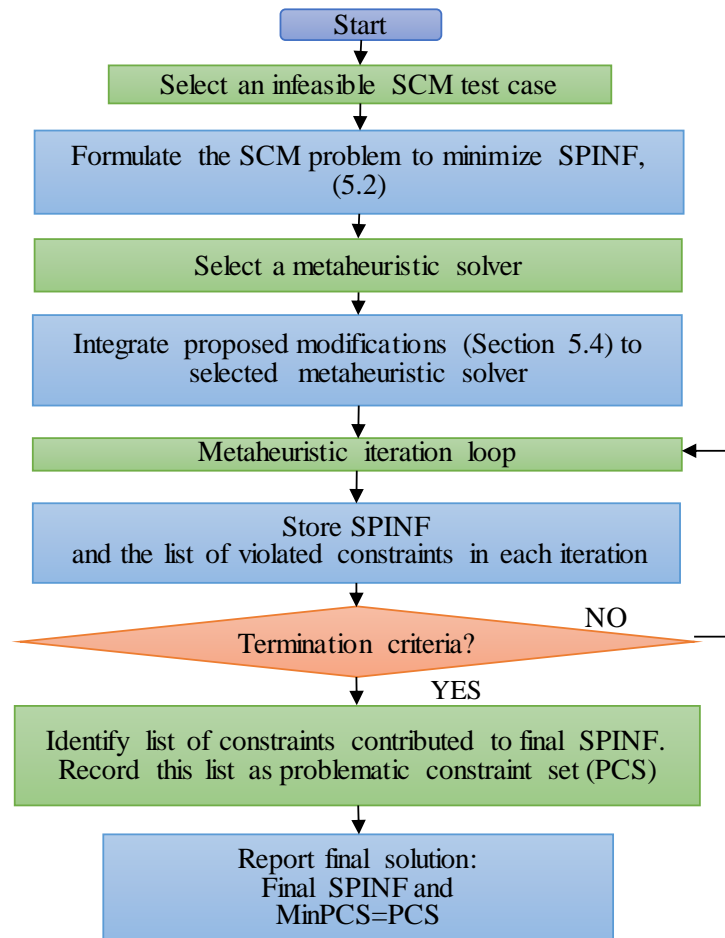 Start
Select an infeasible SCM test case
Formulate the SCM problem to minimize SPINF,
(5.2)
Select a metaheuristic solver
Integrate proposed modifications (Section 5.4) to
selected metaheuristic solver
Metaheuristic iteration loop
Store SPINF
and the list of violated constraints in each iteration
NO
Termination criteria?
YES
Identify list of constraints contributed to final SPINF.
Record this list as problematic constraint set (PCS)
Report final solution:
Final SPINF and
MinPCS=PCS